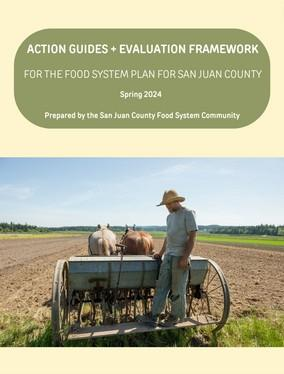 ACTION GUIDES + EVALUATION FRAMEWORK
FOR THE FOOD SYSTEM PLAN FOR SAN JUAN COUNTY
Spring 2024
Prepared by the San Juan County Food System Community